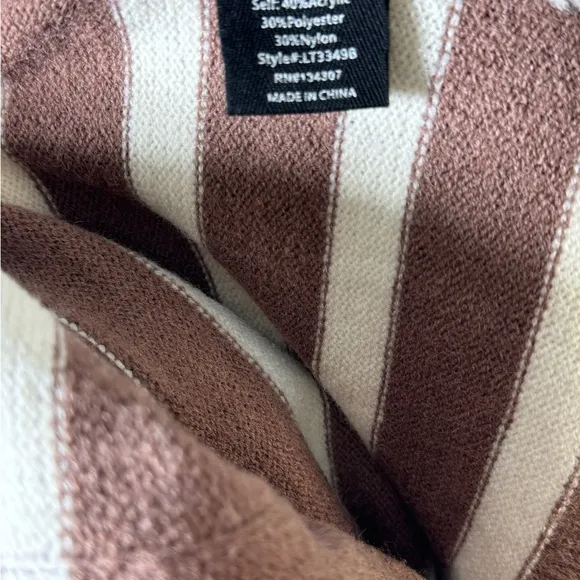 Self: 40%Acrylic
30%Polyester
30%Nylon
Style#:LT3349B
RN#134307
MADE IN CHINA